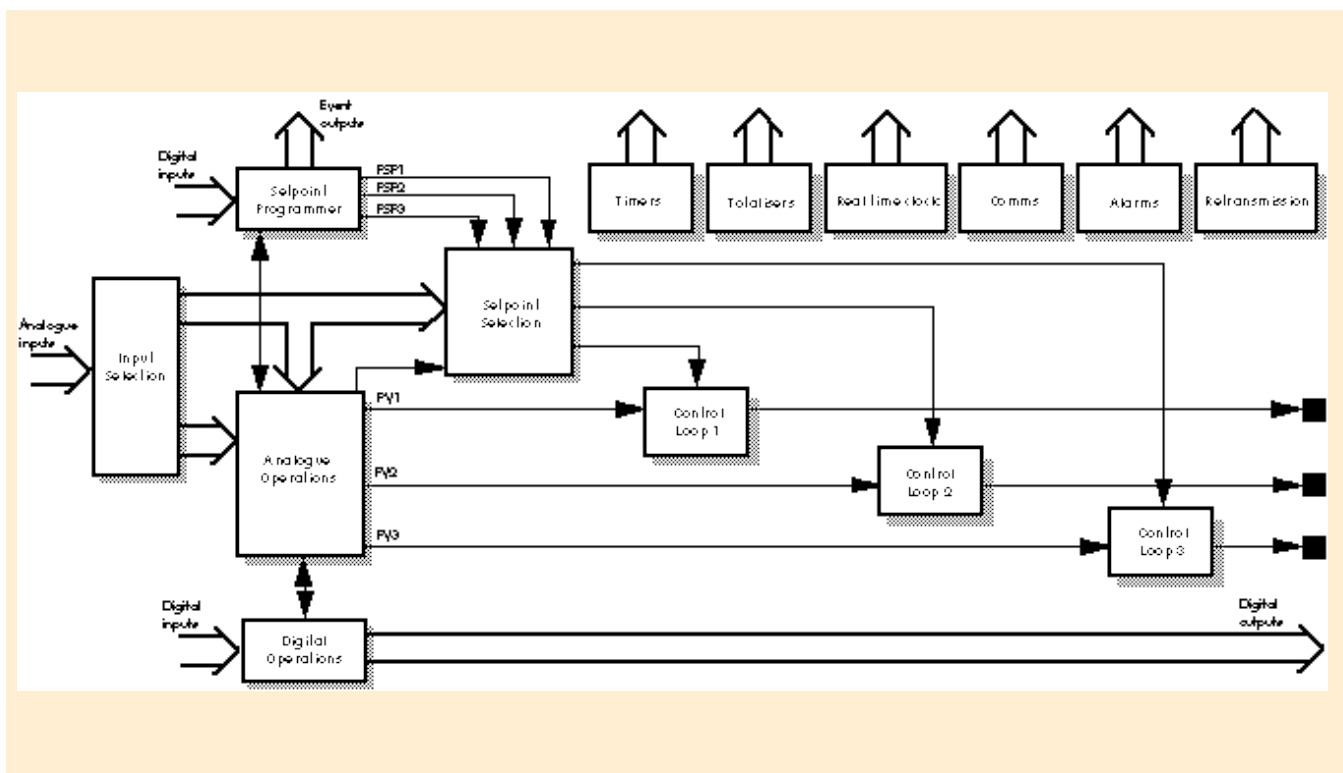 Event
outputs
Digital
inputs
PSP1
PSP2
PSP3
Setpoint
Programmer
Timers
Totalisers
Real time clock
Comms
Alarms
Retransmission
Analogue
inputs
Input
Selection
Setpoint
Selection
PV1
Control
Loop 1
Analogue
Operations
PV2
Control
Loop 2
PV3
Control
Loop 3
Digital
inputs
Digital
outputs
Digital
Operations